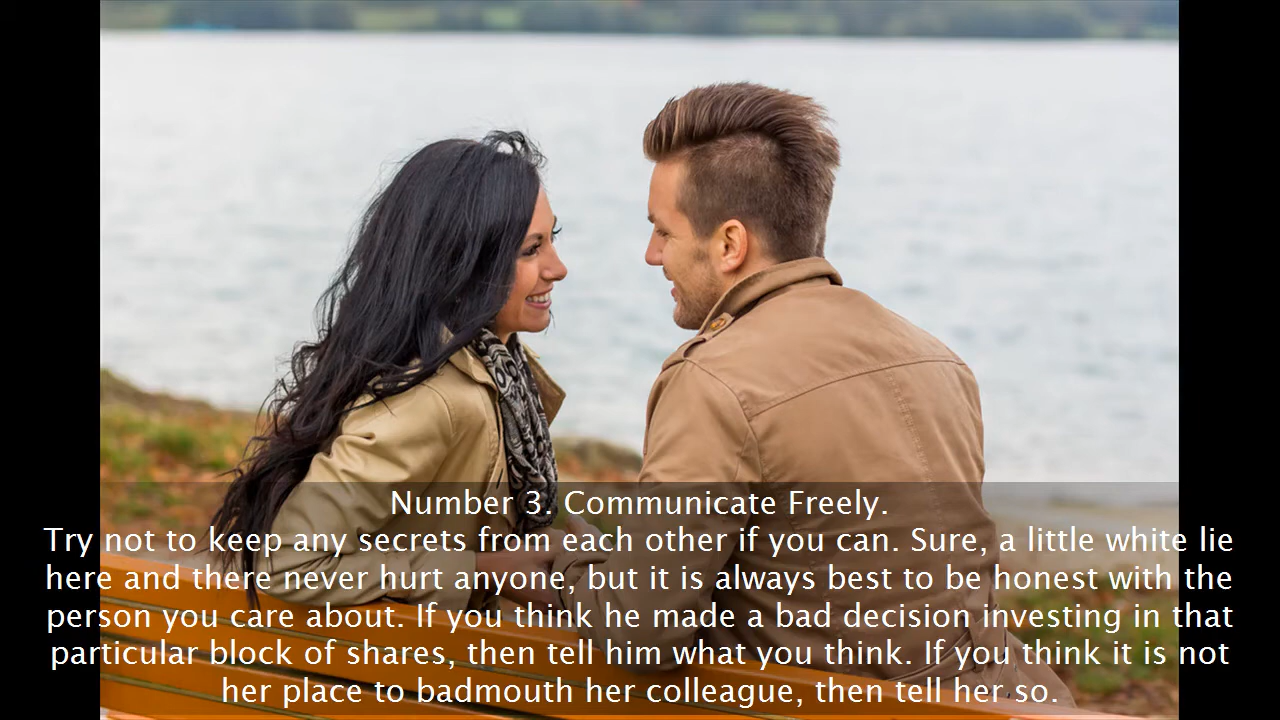 Number 3. Communicate Freely.
Try not to keep any secrets from each other if you can. Sure, a little white lie
here and there never hurt anyone, but it is always best to be honest with the
person you care about. If you think he made a bad decision investing in that
particular block of shares, then tell him what you think. If you think it is not
her place to badmouth her colleague, then tell her so.